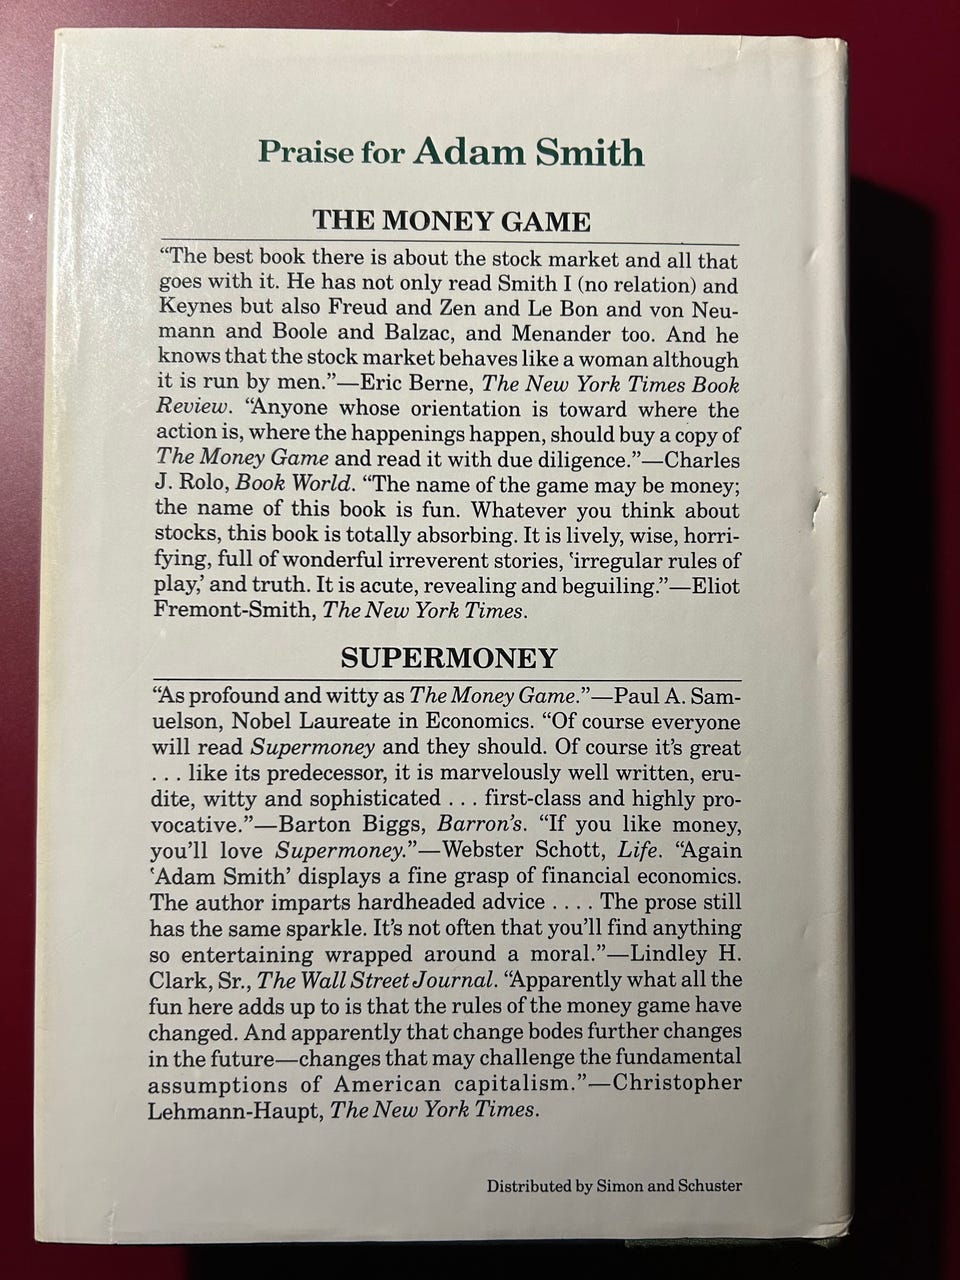 Praise for Adam Smith
THE MONEY GAME
“The best book there is about the stock market and all that
goes with it. He has not only read Smith I (no relation) and
Keynes but also Freud and Zen and Le Bon and von Neu-
mann and Boole and Balzac, and Menander too. And he
knows that the stock market behaves like a woman although
it is run by men.”—Eric Berne, The New York Times Book
Review. “Anyone whose orientation is toward where the
action is, where the happenings happen, should buy a copy of
The Money Game and read it with due diligence.”—Charles
J. Rolo, Book World. “The name of the game may be money;
the name of this book is fun. Whatever you think about
stocks, this book is totally absorbing. It is lively, wise, horri-
fying, full of wonderful irreverent stories, ‘irregular rules of
play,’ and truth. It is acute, revealing and beguiling.”—Eliot
Fremont-Smith, The New York Times.
SUPERMONEY
“As profound and witty as The Money Game.”—Paul A. Sam-
uelson, Nobel Laureate in Economics. “Of course everyone
will read Supermoney and they should. Of course it’s great
. . . like its predecessor, it is marvelously well written, eru-
dite, witty and sophisticated . . . first-class and highly pro-
vocative.”—Barton Biggs, Barron’s. “If you like money,
you’ll love Supermoney.”—Webster Schott, Life. “Again
‘Adam Smith’ displays a fine grasp of financial economics.
The author imparts hardheaded advice . . . . The prose still
has the same sparkle. It’s not often that you’ll find anything
so entertaining wrapped around a moral.”—Lindley H.
Clark, Sr., The Wall Street Journal. “Apparently what all the
fun here adds up to is that the rules of the money game have
changed. And apparently that change bodes further changes
in the future—changes that may challenge the fundamental
assumptions of American capitalism.”—Christopher
Lehmann-Haupt, The New York Times.
Distributed by Simon and Schuster